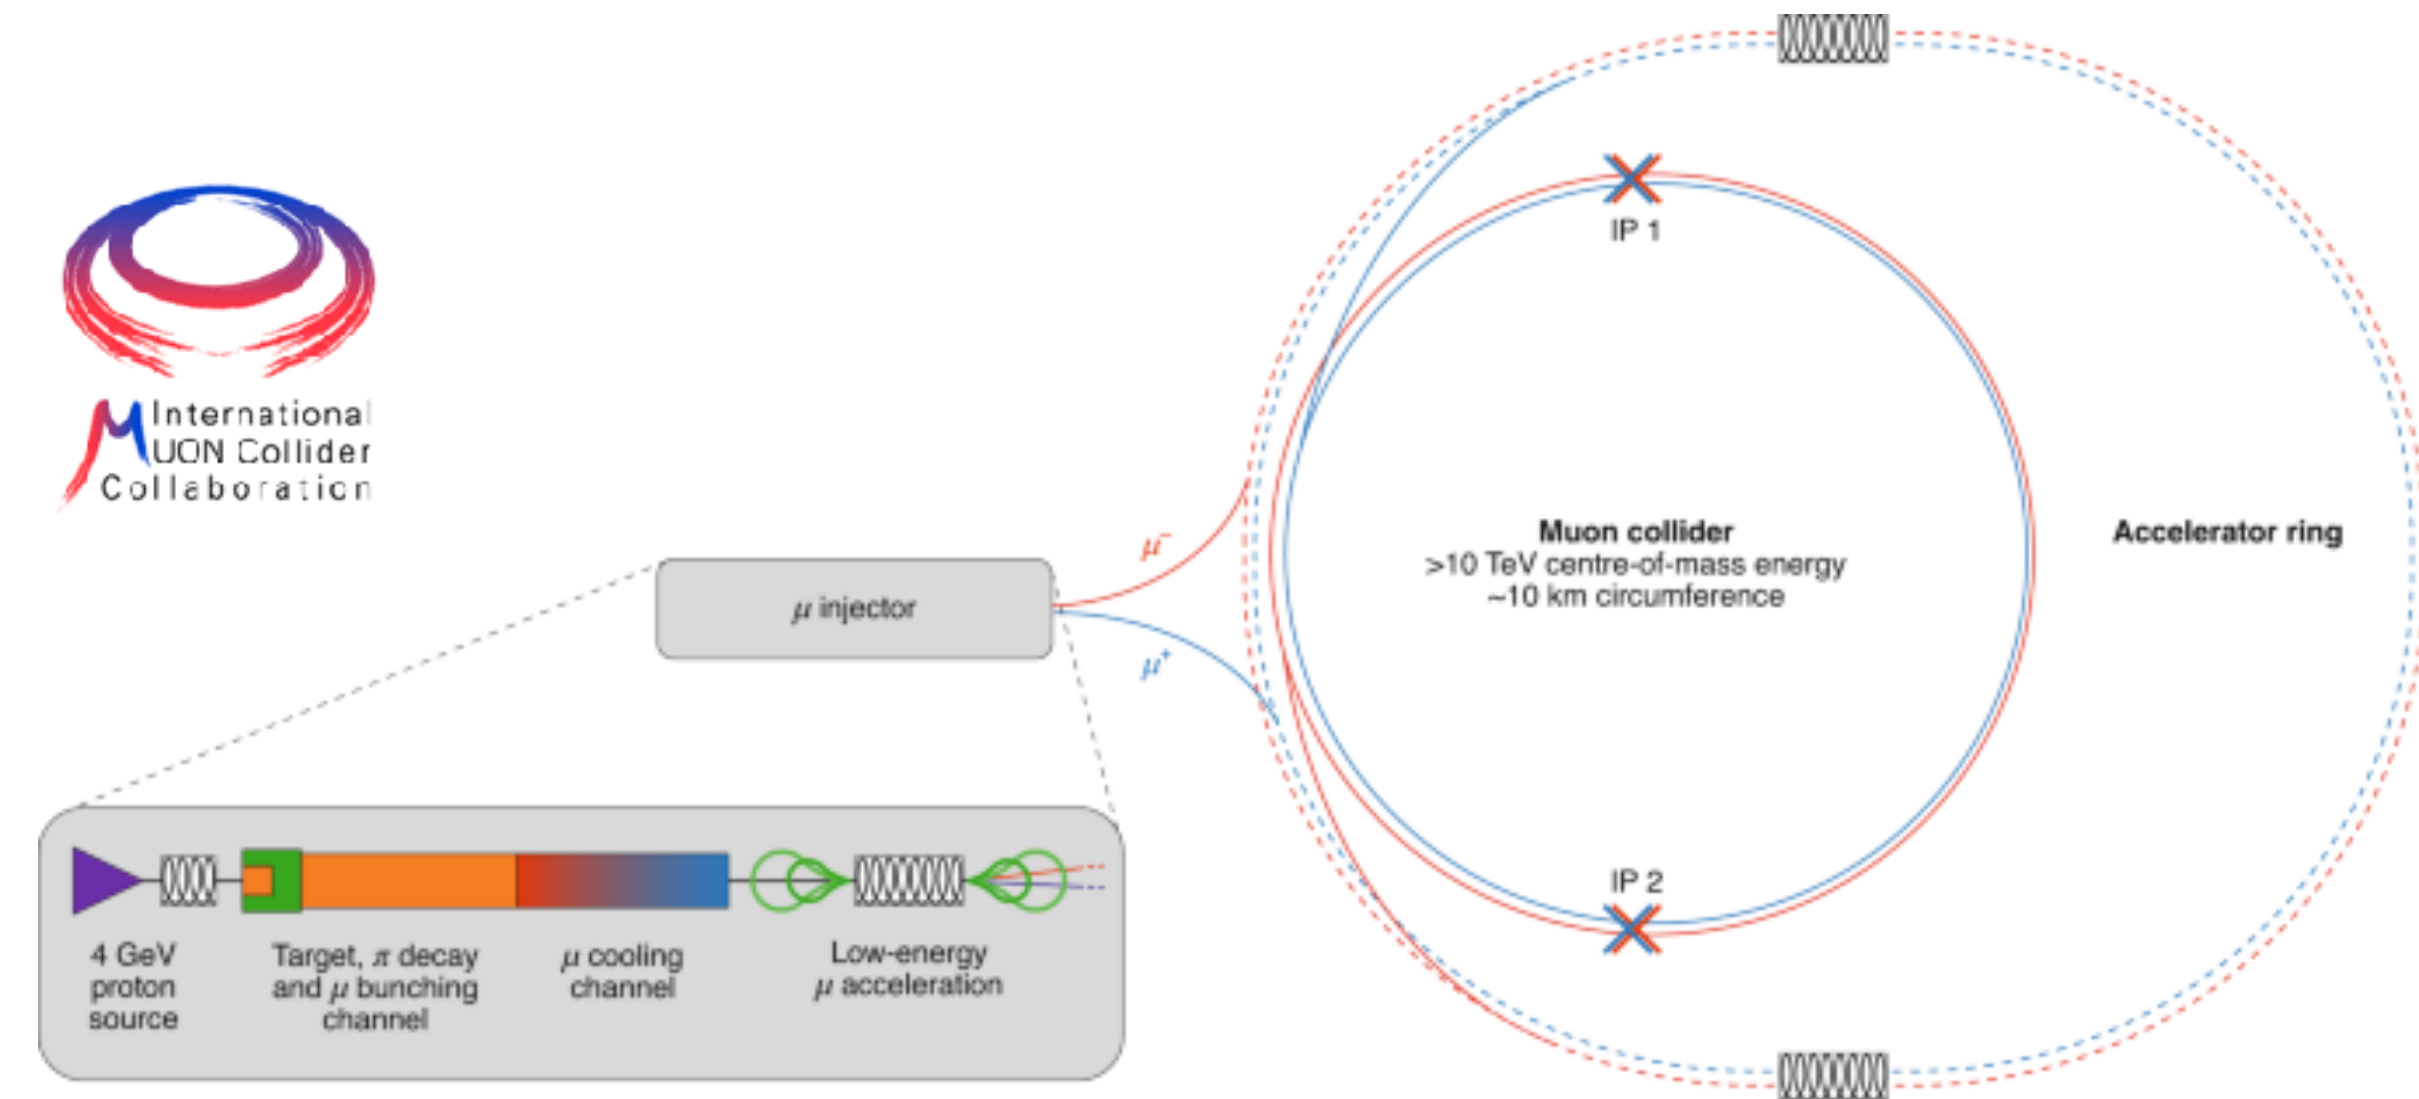 International
MUON Collider
Collaboration
μ injector
μ⁻
μ⁺
IP 1
Muon collider
>10 TeV centre-of-mass energy
~10 km circumference
IP 2
Accelerator ring
4 GeV
proton
source
Target, π decay
and μ bunching
channel
μ cooling
channel
Low-energy
μ acceleration